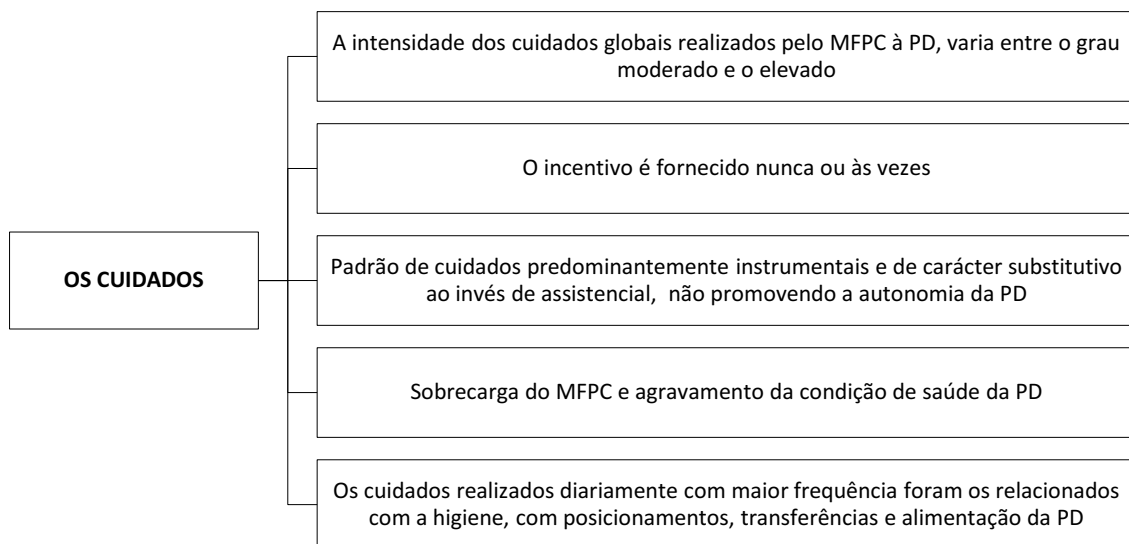 A intensidade dos cuidados globais realizados pelo MFPC à PD, varia entre o grau
moderado e o elevado
O incentivo é fornecido nunca ou às vezes
OS CUIDADOS
Padrão de cuidados predominantemente instrumentais e de carácter substitutivo
ao invés de assistencial, não promovendo a autonomia da PD
Sobrecarga do MFPC e agravamento da condição de saúde da PD
Os cuidados realizados diariamente com maior frequência foram os relacionados
com a higiene, com posicionamentos, transferências e alimentação da PD